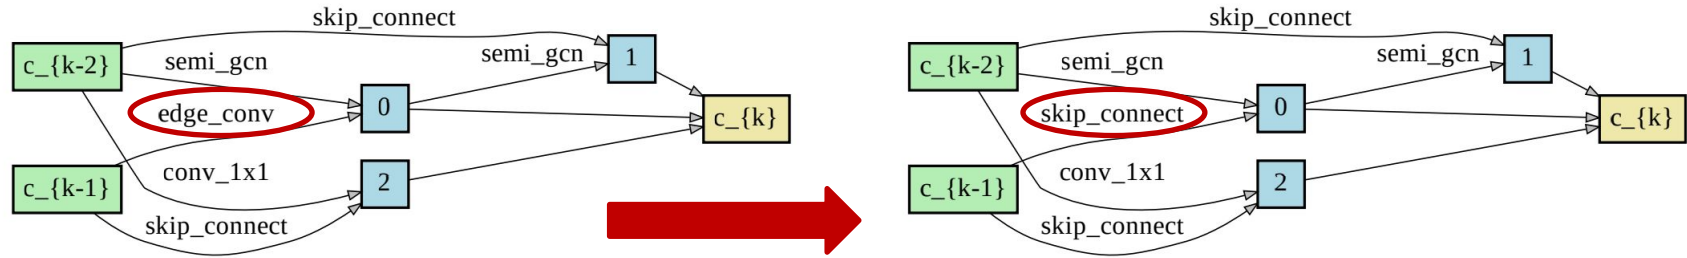 skip_connect
c_{k-2}
semi_gcn
semi_gcn
1
edge_conv
0
c_{k}
c_{k-1}
conv_1x1
2
skip_connect
skip_connect
c_{k-2}
semi_gcn
semi_gcn
1
skip_connect
0
c_{k}
c_{k-1}
conv_1x1
2
skip_connect